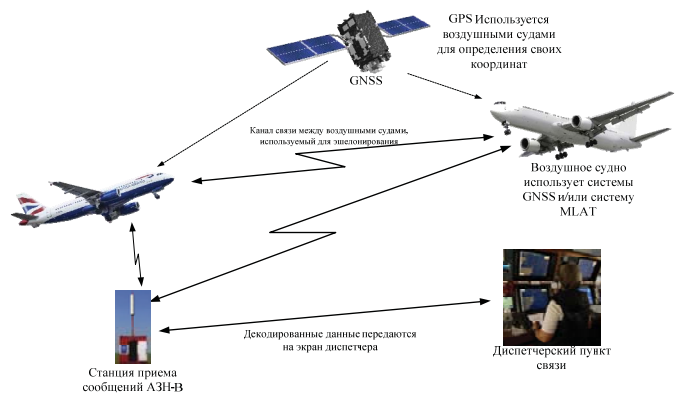 GPS Используется
воздушными судами
для определения своих
координат
GNSS
Канал связи между воздушными судами,
используемый для эшелонирования
Воздушное судно
использует системы
GNSS и/или систему
MLAT
Декодированные данные передаются
на экран диспетчера
Диспетчерский пункт
связи
Станция приема
сообщений АЗН-В